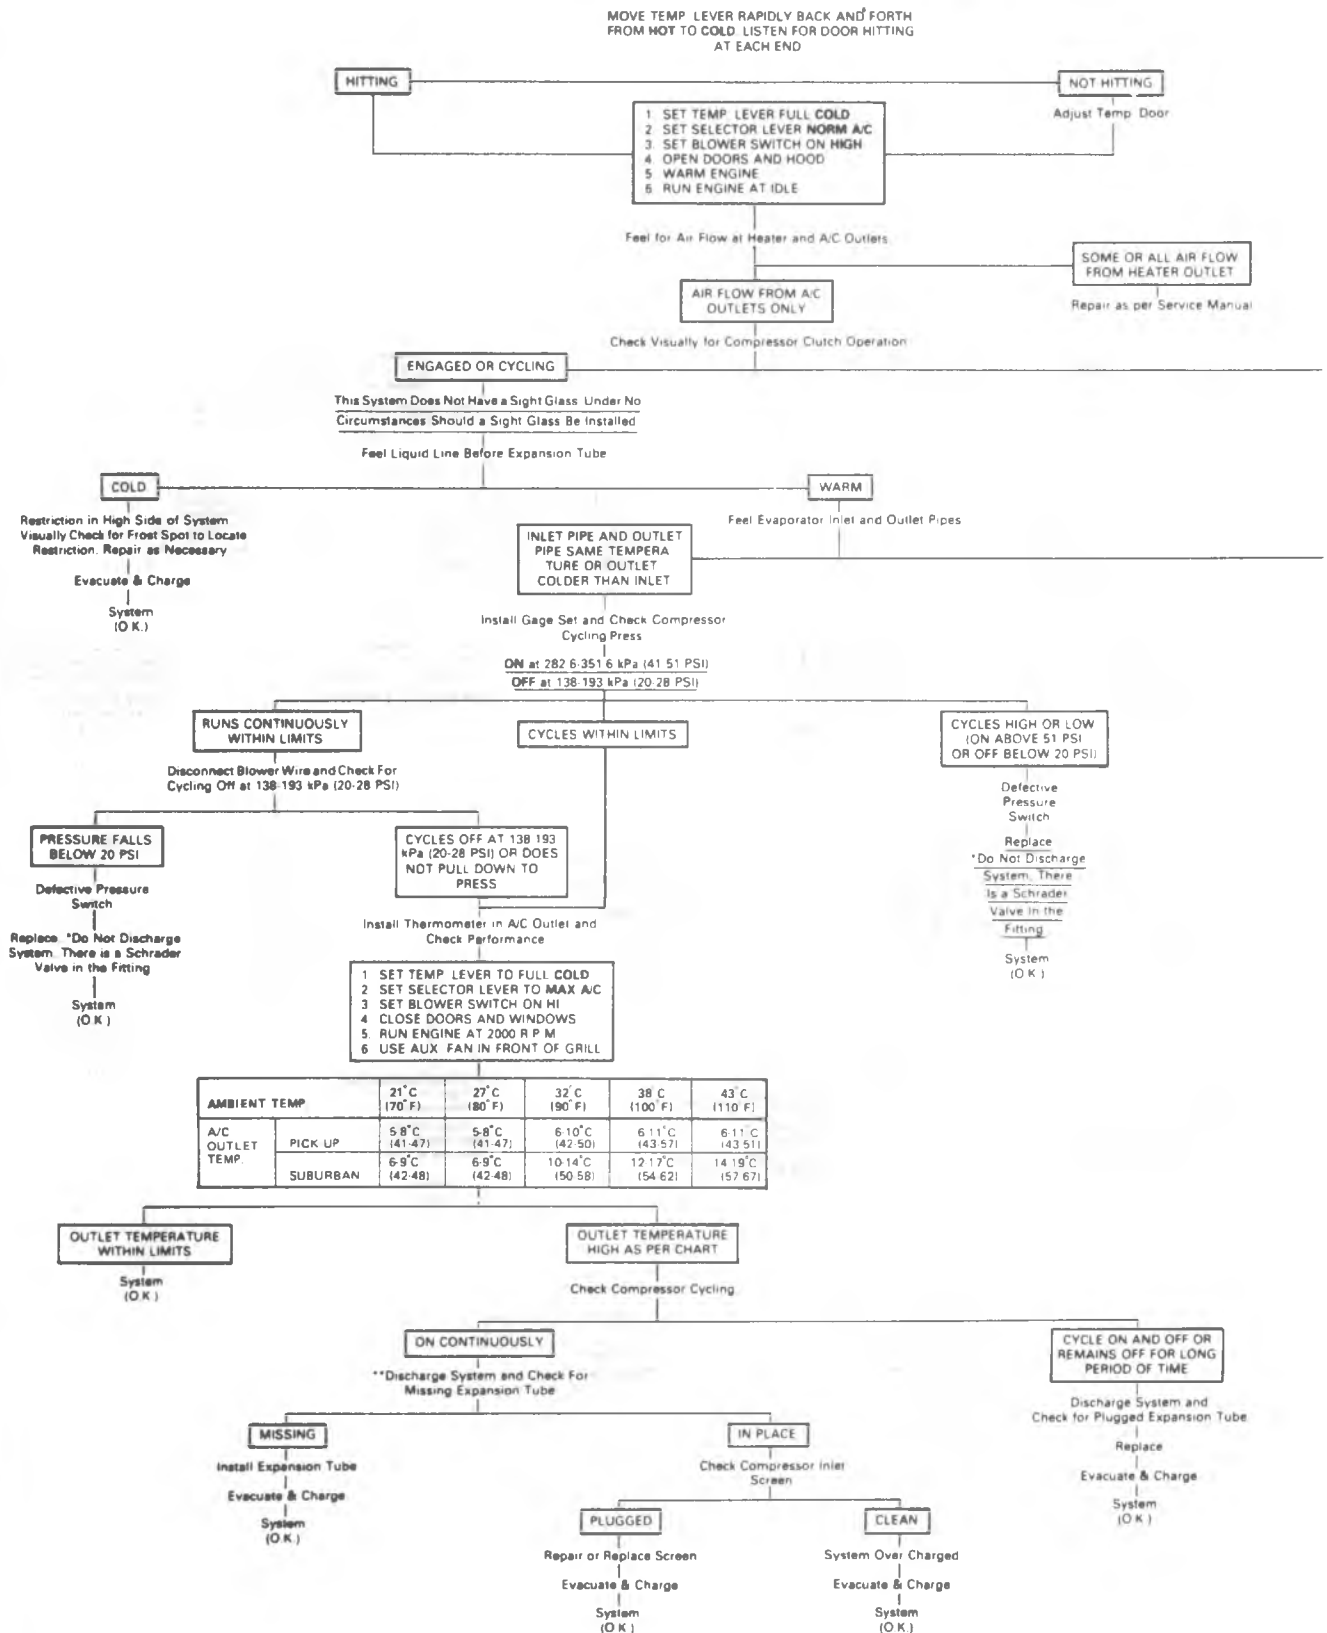 MOVE TEMP. LEVER RAPIDLY BACK AND FORTH
FROM HOT TO COLD. LISTEN FOR DOOR HITTING
AT EACH END
HITTING
NOT HITTING
Adjust Temp. Door
1 SET TEMP. LEVER FULL COLD
2 SET SELECTOR LEVER NORM A/C
3 SET BLOWER SWITCH ON HIGH
4 OPEN DOORS AND HOOD
5 WARM ENGINE
6 RUN ENGINE AT IDLE
Feel for Air Flow at Heater and A/C Outlets
SOME OR ALL AIR FLOW
FROM HEATER OUTLET
Repair as per Service Manual
AIR FLOW FROM A/C
OUTLETS ONLY
Check Visually for Compressor Clutch Operation
ENGAGED OR CYCLING
This System Does Not Have a Sight Glass. Under No
Circumstances Should a Sight Glass Be Installed
Feel Liquid Line Before Expansion Tube
COLD
WARM
Restriction in High Side of System
Visually Check for Frost Spot to Locate
Restriction. Repair as Necessary
Evacuate & Charge
System
(O.K.)
Feel Evaporator Inlet and Outlet Pipes
INLET PIPE AND OUTLET
PIPE SAME TEMPERA
TURE OR OUTLET
COLDER THAN INLET
Install Gage Set and Check Compressor
Cycling Press
ON at 282.6-351.6 kPa (41-51 PSI)
OFF at 138-193 kPa (20-28 PSI)
RUNS CONTINUOUSLY
WITHIN LIMITS
CYCLES WITHIN LIMITS
CYCLES HIGH OR LOW
(ON ABOVE 51 PSI
OR OFF BELOW 20 PSI)
Disconnect Blower Wire and Check For
Cycling Off at 138-193 kPa (20-28 PSI)
PRESSURE FALLS
BELOW 20 PSI
CYCLES OFF AT 138-193
kPa (20-28 PSI) OR DOES
NOT PULL DOWN TO
PRESS
Defective
Pressure
Switch
Replace
*Do Not Discharge
System. There
Is a Schrader
Valve In the
Fitting
System
(O.K.)
Defective Pressure
Switch
Replace. *Do Not Discharge
System. There is a Schrader
Valve in the Fitting
System
(O.K.)
Install Thermometer in A/C Outlet and
Check Performance
1 SET TEMP. LEVER TO FULL COLD
2 SET SELECTOR LEVER TO MAX A/C
3 SET BLOWER SWITCH ON HI
4 CLOSE DOORS AND WINDOWS
5. RUN ENGINE AT 2000 R P M
6 USE AUX. FAN IN FRONT OF GRILL
AMBIENT TEMP 21°C 27°C 32°C 38°C 43°C
(70°F) (80°F) (90°F) (100°F) (110°F)
A/C OUTLET TEMP.
PICK UP 5-8°C 5-8°C 6-10°C 6-11°C 6-11°C
(41-47) (41-47) (42-50) (43-57) (43-51)
SUBURBAN 6-9°C 6-9°C 10-14°C 12-17°C 14-19°C
(42-48) (42-48) (50-58) (54-62) (57-67)
OUTLET TEMPERATURE
WITHIN LIMITS
System
(O.K.)
OUTLET TEMPERATURE
HIGH AS PER CHART
Check Compressor Cycling
ON CONTINUOUSLY
**Discharge System and Check For
Missing Expansion Tube
CYCLE ON AND OFF OR
REMAINS OFF FOR LONG
PERIOD OF TIME
Discharge System and
Check for Plugged Expansion Tube
Replace
Evacuate & Charge
System
(O.K.)
MISSING
Install Expansion Tube
Evacuate & Charge
System
(O.K.)
IN PLACE
Check Compressor Inlet
Screen
PLUGGED
Repair or Replace Screen
Evacuate & Charge
System
(O.K.)
CLEAN
System Over Charged
Evacuate & Charge
System
(O.K.)